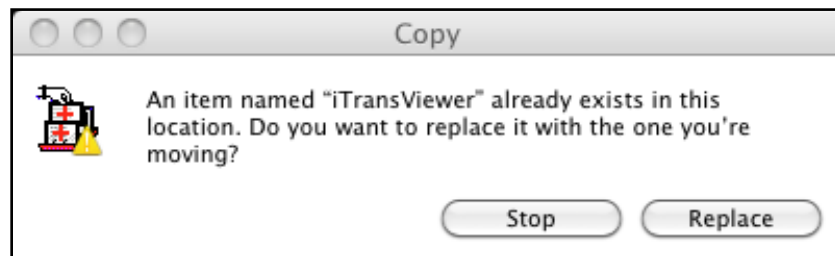 Copy
An item named “iTransViewer” already exists in this
location. Do you want to replace it with the one you’re
moving?
Stop Replace